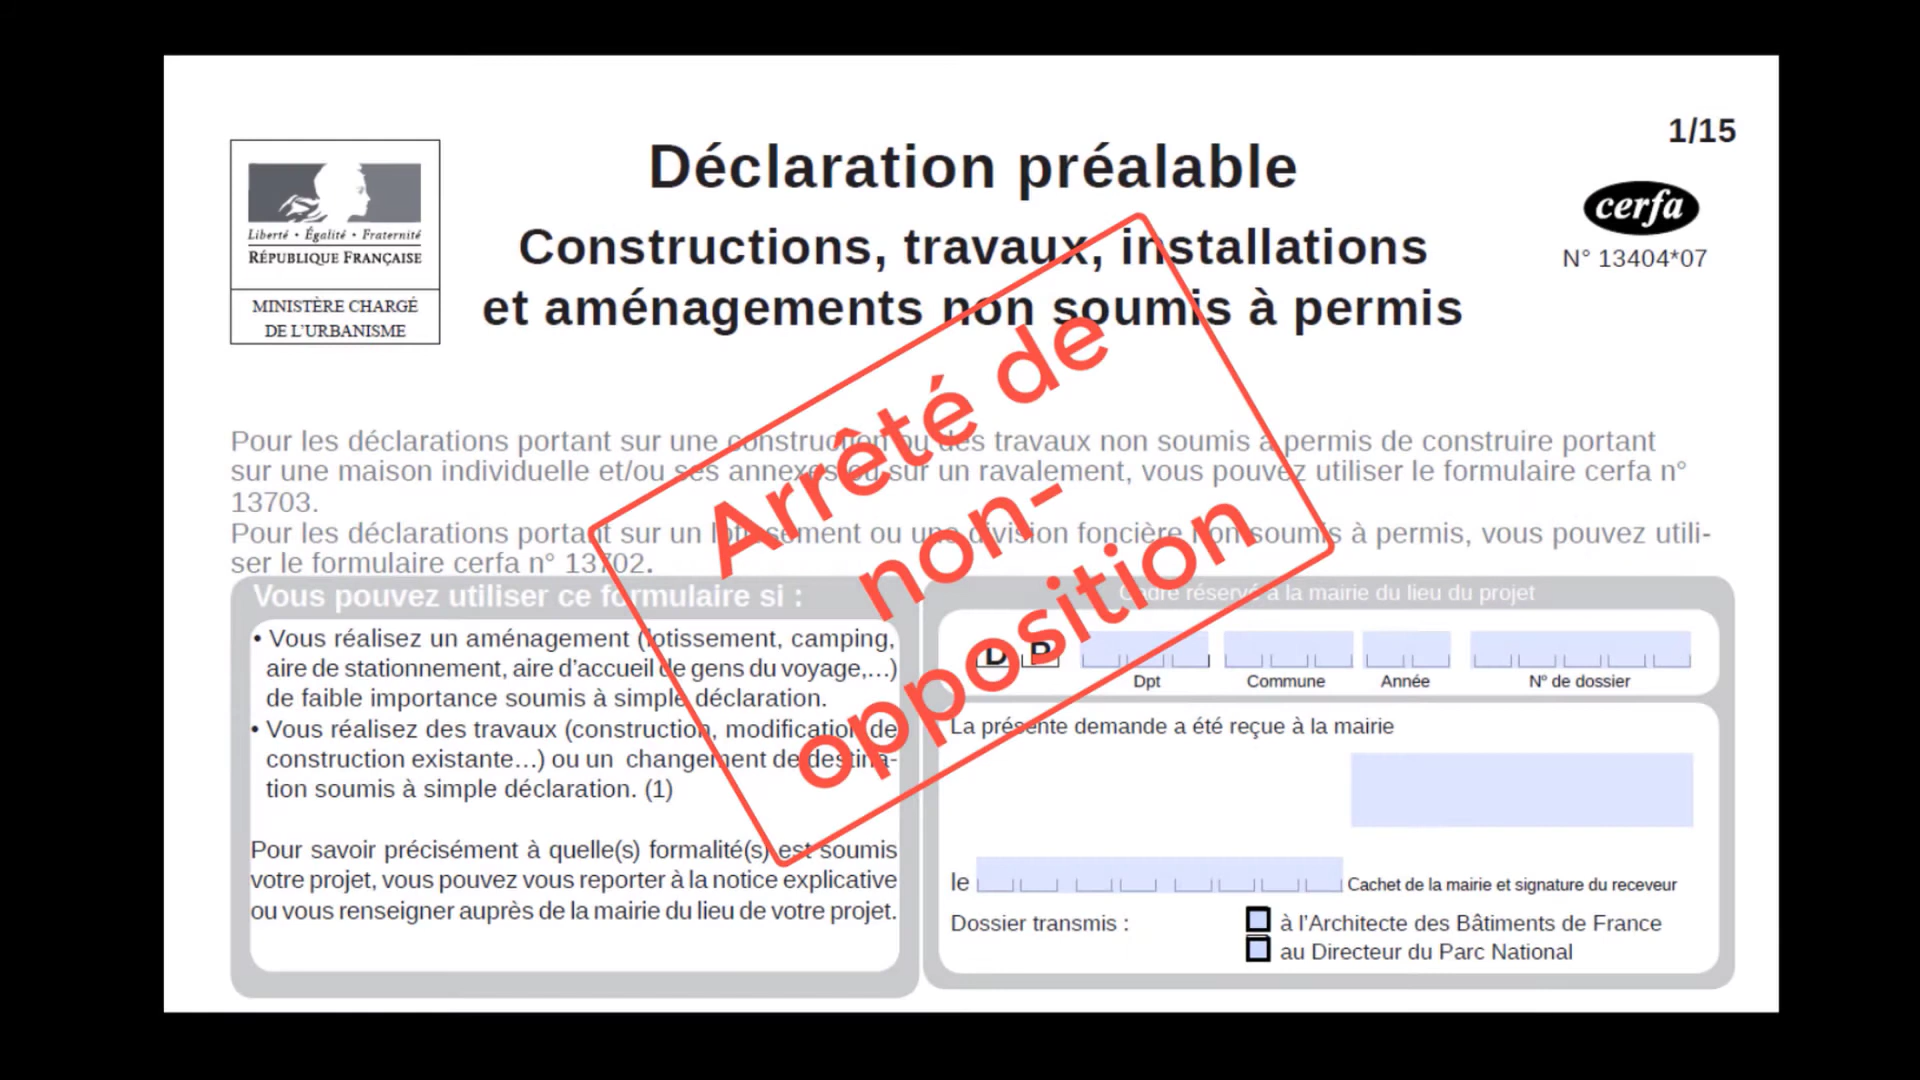 1/15
Liberté • Égalité • Fraternité
RÉPUBLIQUE FRANÇAISE
MINISTÈRE CHARGÉ
DE L'URBANISME
Déclaration préalable
Constructions, travaux, installations
et aménagements non soumis à permis
cerfa
N° 13404*07
Pour les déclarations portant sur une construction ou des travaux non soumis à permis de construire portant
sur une maison individuelle et/ou ses annexes ou sur un ravalement, vous pouvez utiliser le formulaire cerfa n°
13703.
Pour les déclarations portant sur un lotissement ou une division foncière non soumis à permis, vous pouvez utili-
ser le formulaire cerfa n° 13702.
Arrêté de
non-
opposition
Vous pouvez utiliser ce formulaire si :
• Vous réalisez un aménagement (lotissement, camping,
aire de stationnement, aire d'accueil de gens du voyage,…)
de faible importance soumis à simple déclaration.
• Vous réalisez des travaux (construction, modification de
construction existante…) ou un changement de destina-
tion soumis à simple déclaration. (1)
Pour savoir précisément à quelle(s) formalité(s) est soumis
votre projet, vous pouvez vous reporter à la notice explicative
ou vous renseigner auprès de la mairie du lieu de votre projet.
Cadre réservé à la mairie du lieu du projet
D P
Dpt Commune Année Nº de dossier
La présente demande a été reçue à la mairie
le
Cachet de la mairie et signature du receveur
Dossier transmis :
à l'Architecte des Bâtiments de France
au Directeur du Parc National